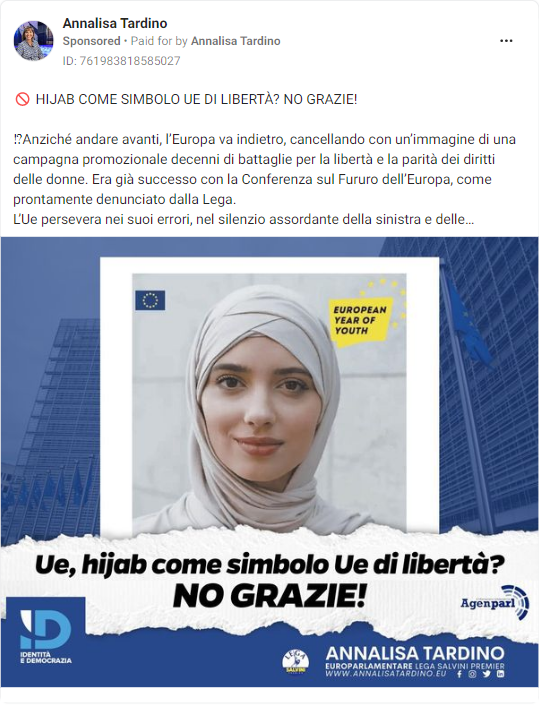 Annalisa Tardino
Sponsored • Paid for by Annalisa Tardino
ID: 761983818585027
🚫 HIJAB COME SIMBOLO UE DI LIBERTÀ? NO GRAZIE!
⁉Anziché andare avanti, l’Europa va indietro, cancellando con un’immagine di una
campagna promozionale decenni di battaglie per la libertà e la parità dei diritti
delle donne. Era già successo con la Conferenza sul Fururo dell’Europa, come
prontamente denunciato dalla Lega.
L’Ue persevera nei suoi errori, nel silenzio assordante della sinistra e delle...
EUROPEAN
YEAR OF
YOUTH
Ue, hijab come simbolo Ue di libertà?
NO GRAZIE!
Agenparl
ID
IDENTITÀ
E DEMOCRAZIA
LEGA
SALVINI
ANNALISA TARDINO
EUROPARLAMENTARE LEGA SALVINI PREMIER
WWW.ANNALISATARDINO.EU